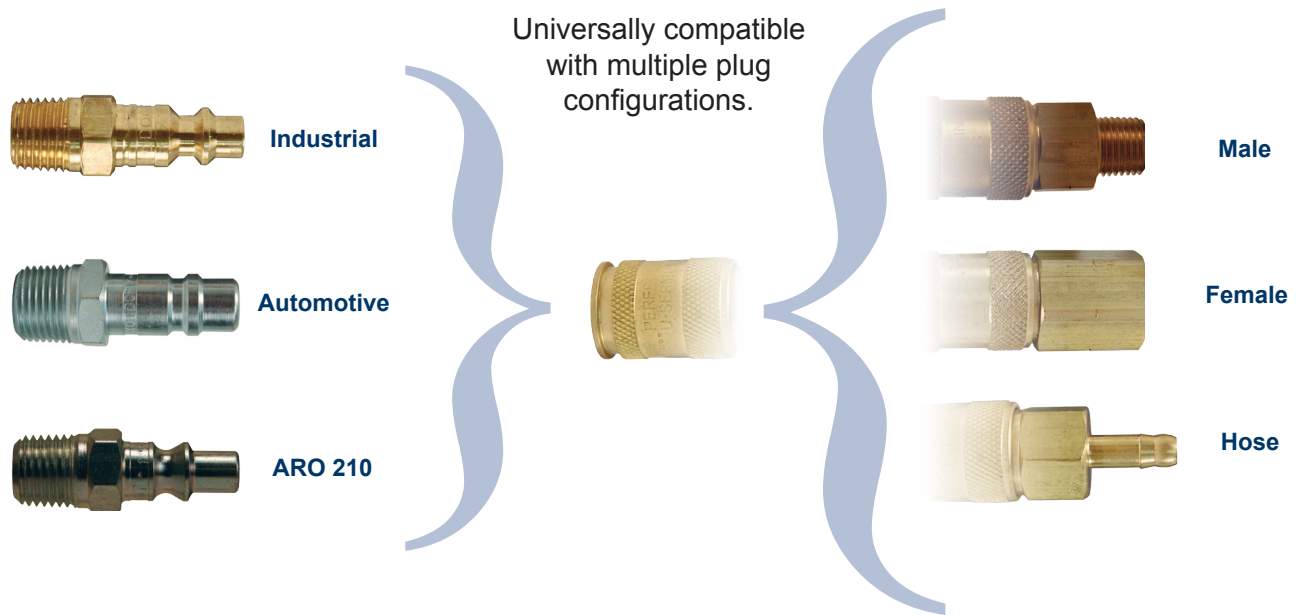 Universally compatible
with multiple plug
configurations.
Industrial
Automotive
ARO 210
Male
Female
Hose